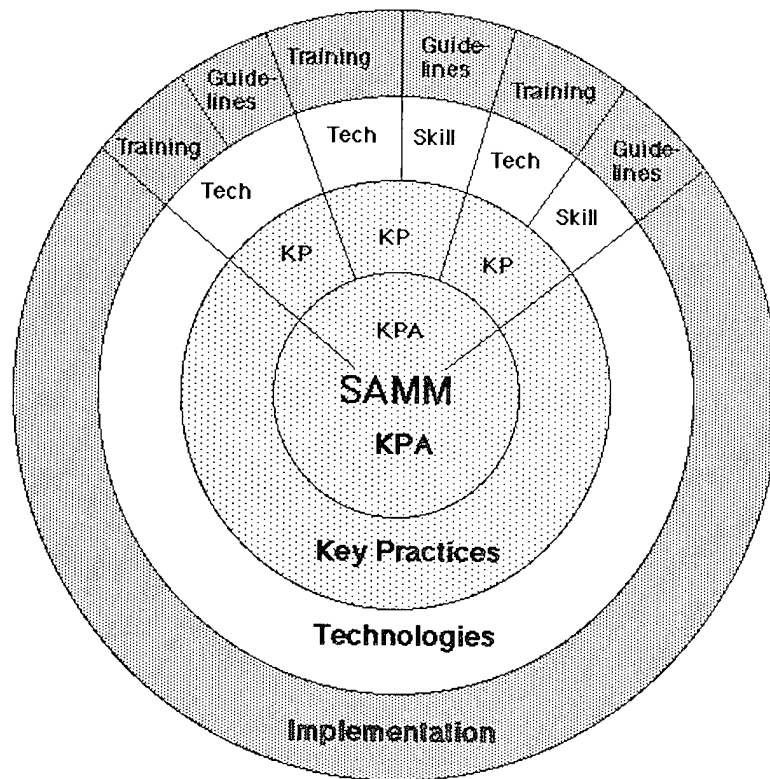 Training
Guide-
lines
Training
Guide-
lines
Training
Guide-
lines
Tech
Tech
Skill
Tech
Skill
KP
KP
KP
KPA
SAMM
KPA
Key Practices
Technologies
Implementation